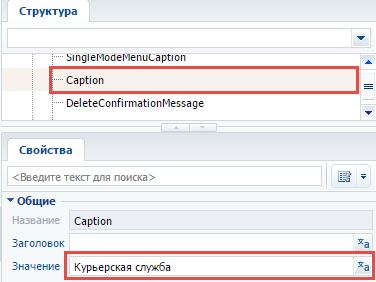 Структура
SingleModeMenuCaption
Caption
DeleteConfirmationMessage
Свойства
<Введите текст для поиска>
Общие
Название Caption
Заголовок
Значение Курьерская служба